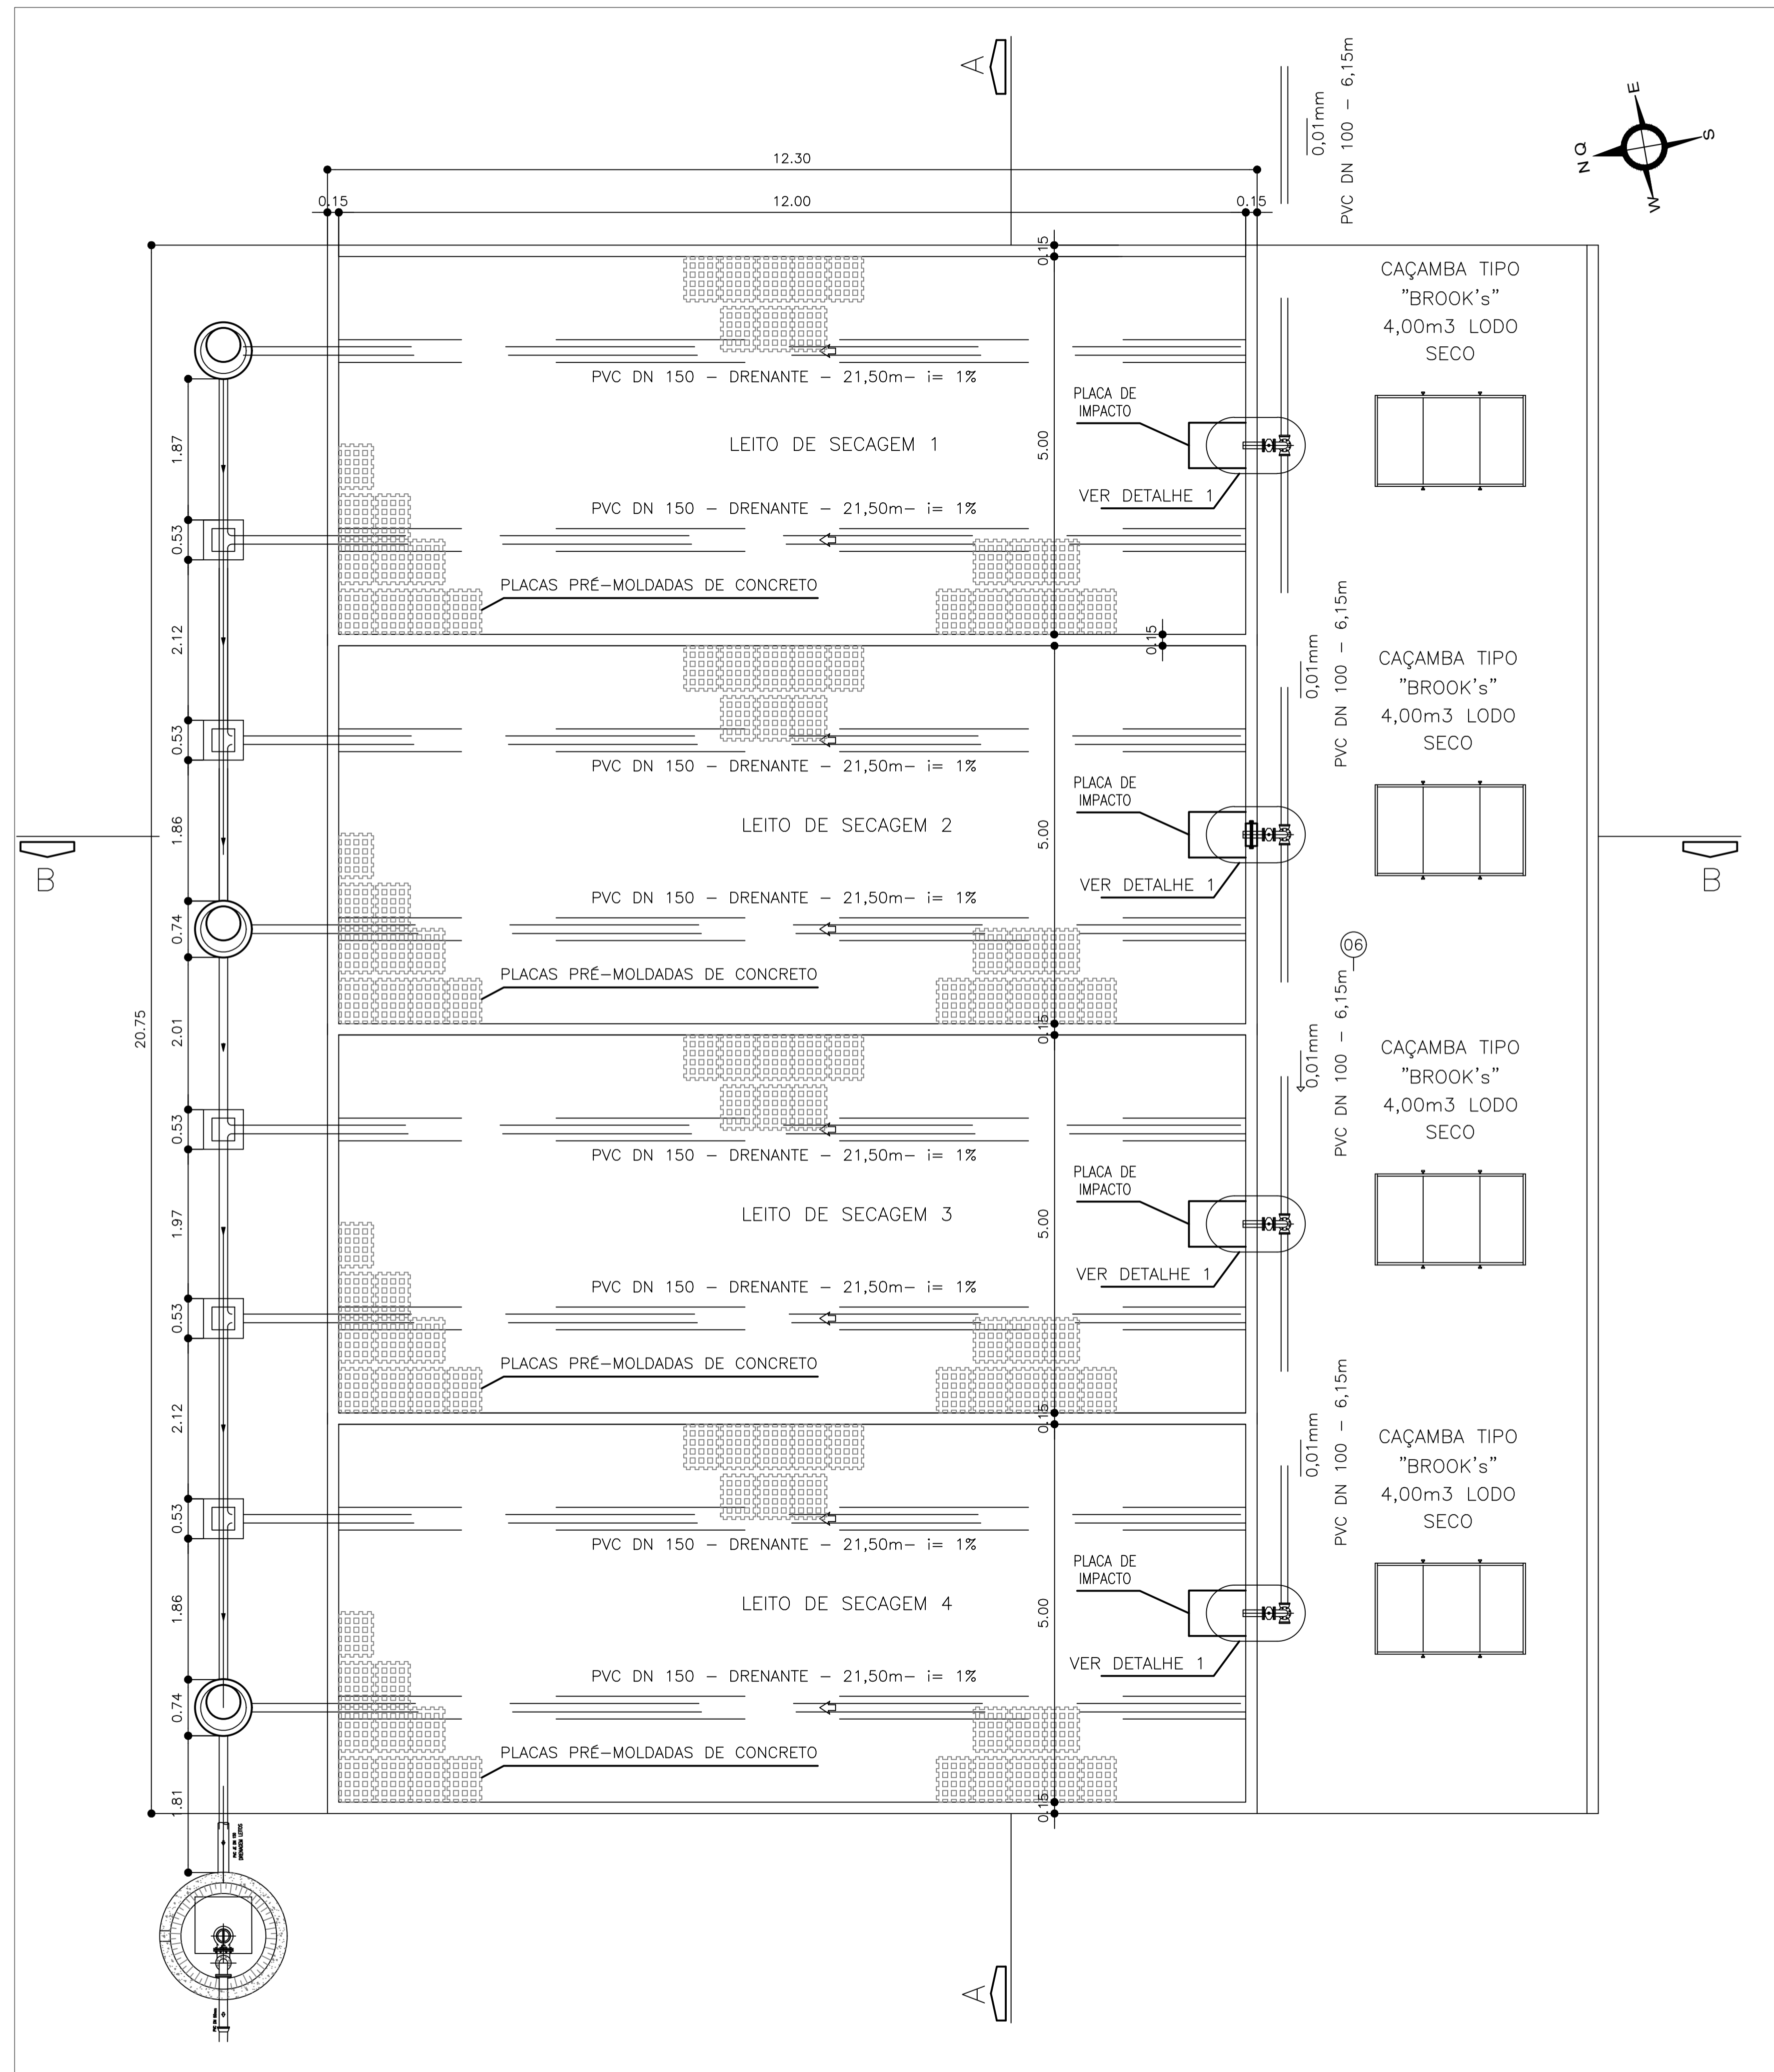 A
0,01mm
PVC DN 100 - 6,15m
E
N Q
S
W
12.30
0.15
12.00
0.15
0.15
CAÇAMBA TIPO
"BROOK's"
4,00m3 LODO
SECO
PVC DN 150 - DRENANTE - 21,50m- i= 1%
PLACA DE
IMPACTO
1.87
LEITO DE SECAGEM 1
5.00
VER DETALHE 1
PVC DN 150 - DRENANTE - 21,50m- i= 1%
0.53
PLACAS PRÉ-MOLDADAS DE CONCRETO
2.12
0.15
0,01mm
PVC DN 100 - 6,15m
CAÇAMBA TIPO
"BROOK's"
4,00m3 LODO
SECO
0.53
PVC DN 150 - DRENANTE - 21,50m- i= 1%
PLACA DE
IMPACTO
1.86
LEITO DE SECAGEM 2
5.00
B
B
VER DETALHE 1
PVC DN 150 - DRENANTE - 21,50m- i= 1%
0.74
06
PLACAS PRÉ-MOLDADAS DE CONCRETO
20.75
2.01
0.15
0,01mm
PVC DN 100 - 6,15m
CAÇAMBA TIPO
"BROOK's"
4,00m3 LODO
SECO
0.53
PVC DN 150 - DRENANTE - 21,50m- i= 1%
PLACA DE
IMPACTO
1.97
LEITO DE SECAGEM 3
5.00
VER DETALHE 1
PVC DN 150 - DRENANTE - 21,50m- i= 1%
0.53
PLACAS PRÉ-MOLDADAS DE CONCRETO
2.12
0.15
0,01mm
PVC DN 100 - 6,15m
CAÇAMBA TIPO
"BROOK's"
4,00m3 LODO
SECO
0.53
PVC DN 150 - DRENANTE - 21,50m- i= 1%
PLACA DE
IMPACTO
1.86
LEITO DE SECAGEM 4
5.00
VER DETALHE 1
PVC DN 150 - DRENANTE - 21,50m- i= 1%
0.74
PLACAS PRÉ-MOLDADAS DE CONCRETO
1.81
0.15
DRENAGEM LEITOS
A